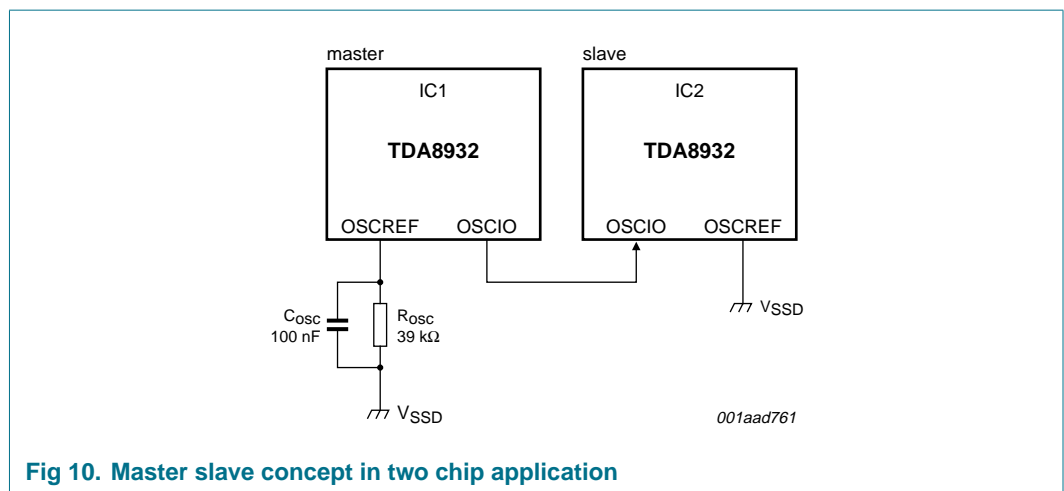 master
slave
IC1
IC2
TDA8932
TDA8932
OSCREF
OSCIO
OSCIO
OSCREF
Cosc
100 nF
Rosc
39 kΩ
VSSD
VSSD
001aad761
Fig 10. Master slave concept in two chip application